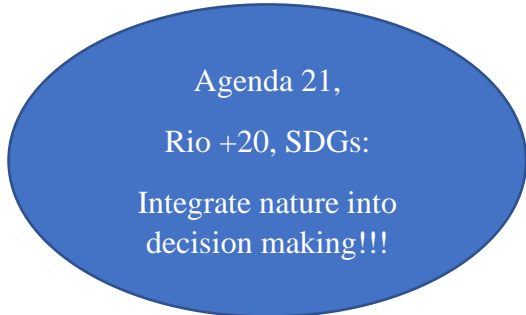 Agenda 21,
Rio +20, SDGs:
Integrate nature into
decision making!!!